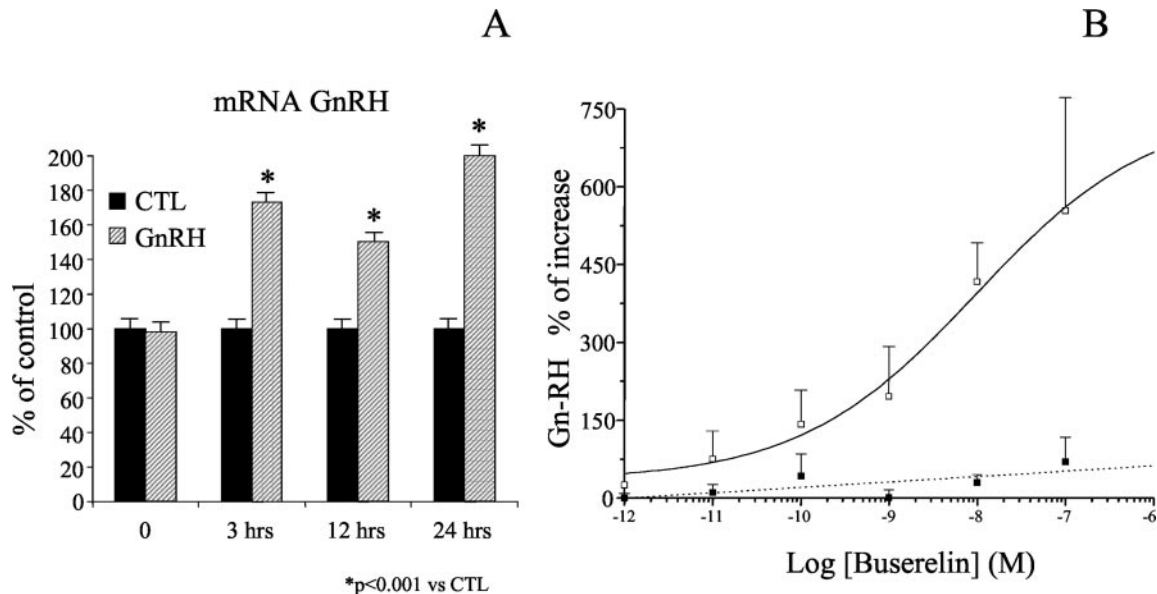 A
mRNA GnRH
% of control
200
180
160
140
120
100
80
60
40
20
0
CTL
GnRH
*
*
*
0 3 hrs 12 hrs 24 hrs
*p<0.001 vs CTL
B
Gn-RH % of increase
750
600
450
300
150
0
-12 -11 -10 -9 -8 -7 -6
Log [Buserelin] (M)